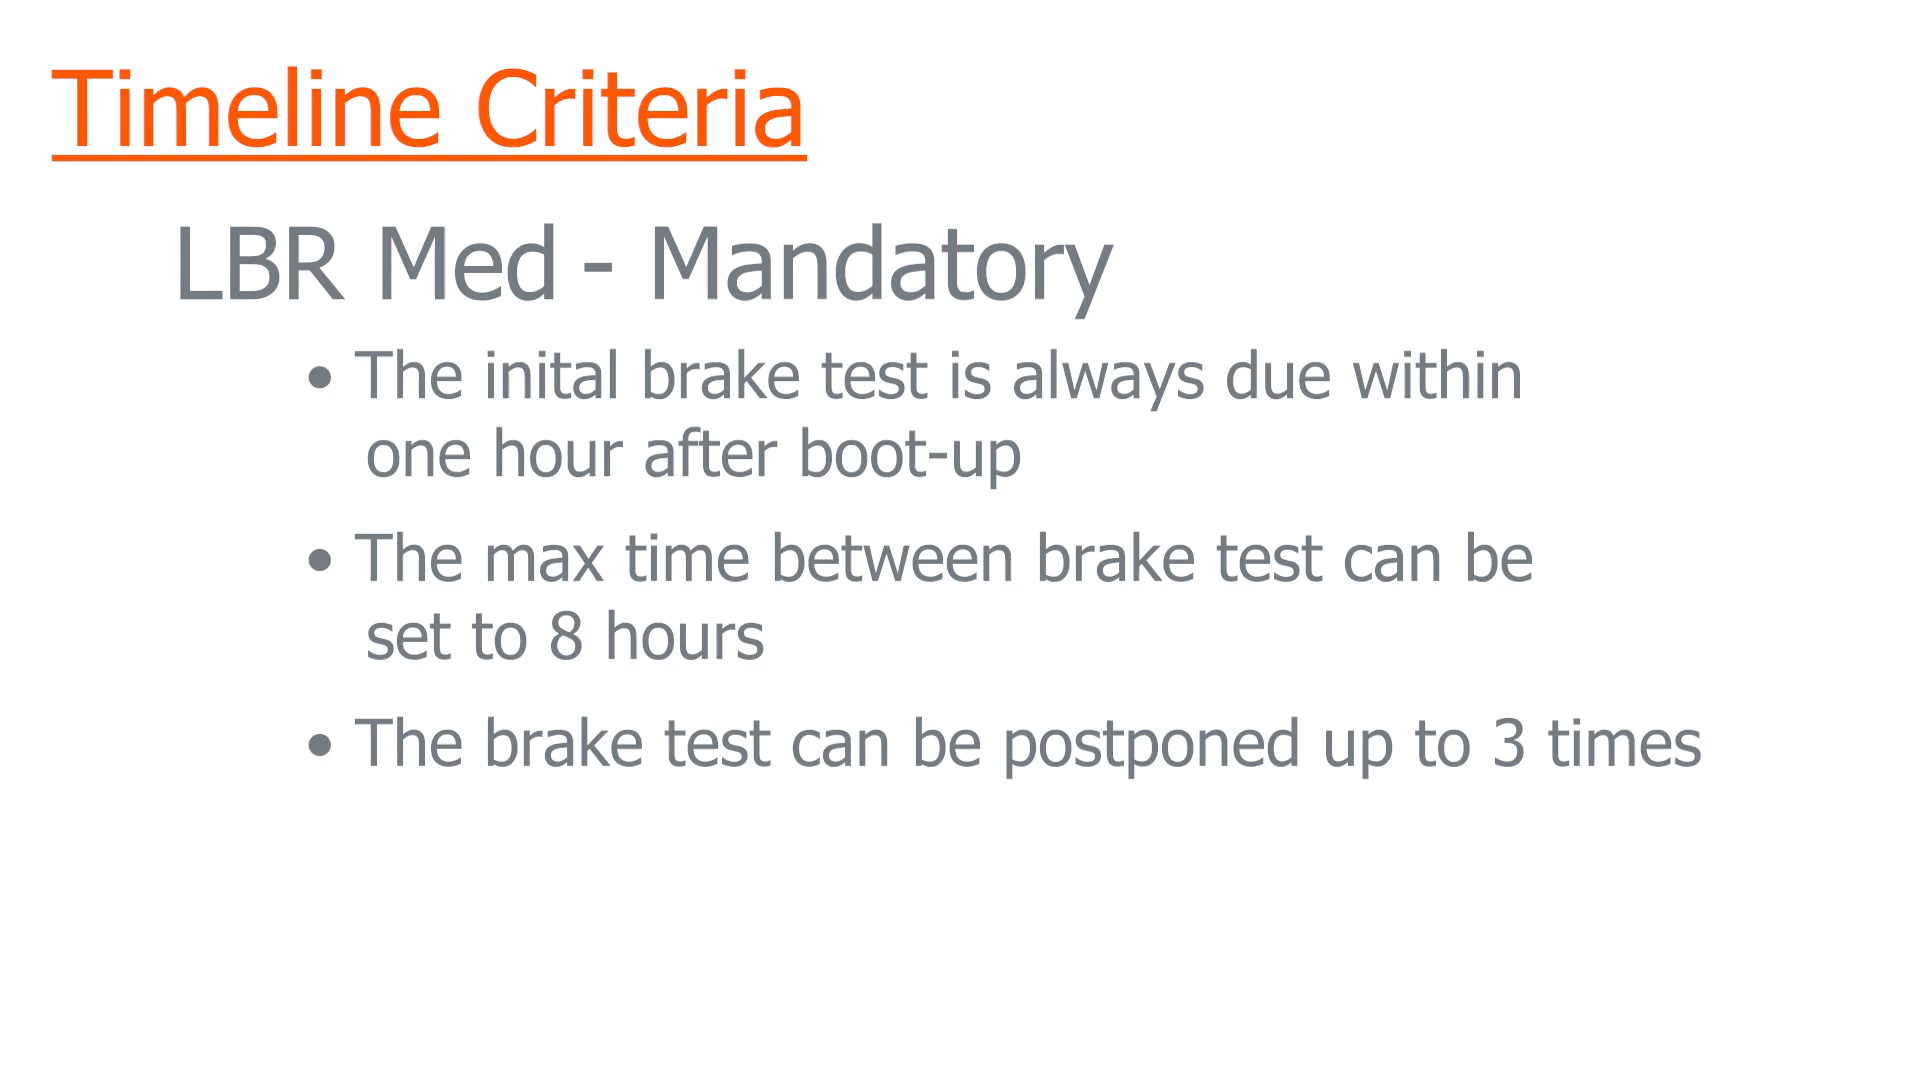 Timeline Criteria
LBR Med - Mandatory
• The inital brake test is always due within
one hour after boot-up
• The max time between brake test can be
set to 8 hours
• The brake test can be postponed up to 3 times